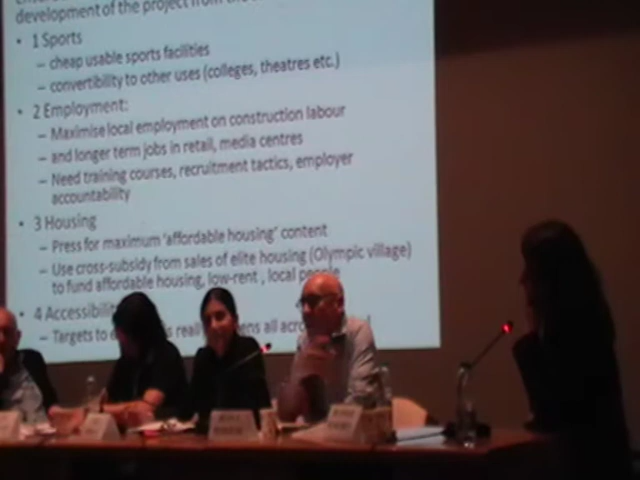 development of the project from the
• 1 Sports
– cheap usable sports facilities
– convertibility to other uses (colleges, theatres etc.)
• 2 Employment:
– Maximise local employment on construction labour
– and longer term jobs in retail, media centres
– Need training courses, recruitment tactics, employer
accountability
• 3 Housing
– Press for maximum 'affordable housing' content
– Use cross-subsidy from sales of elite housing (Olympic village)
to fund affordable housing, low-rent , local people
• 4 Accessibility
– Targets to